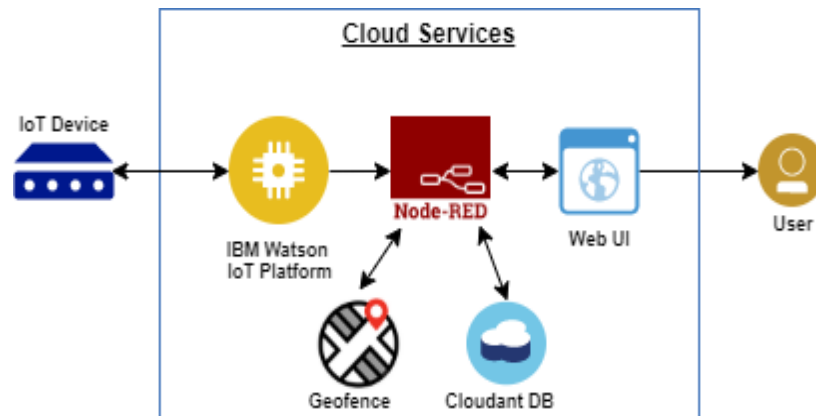 Cloud Services
IoT Device
Node-RED
IBM Watson
IoT Platform
Web UI
User
Geofence
Cloudant DB